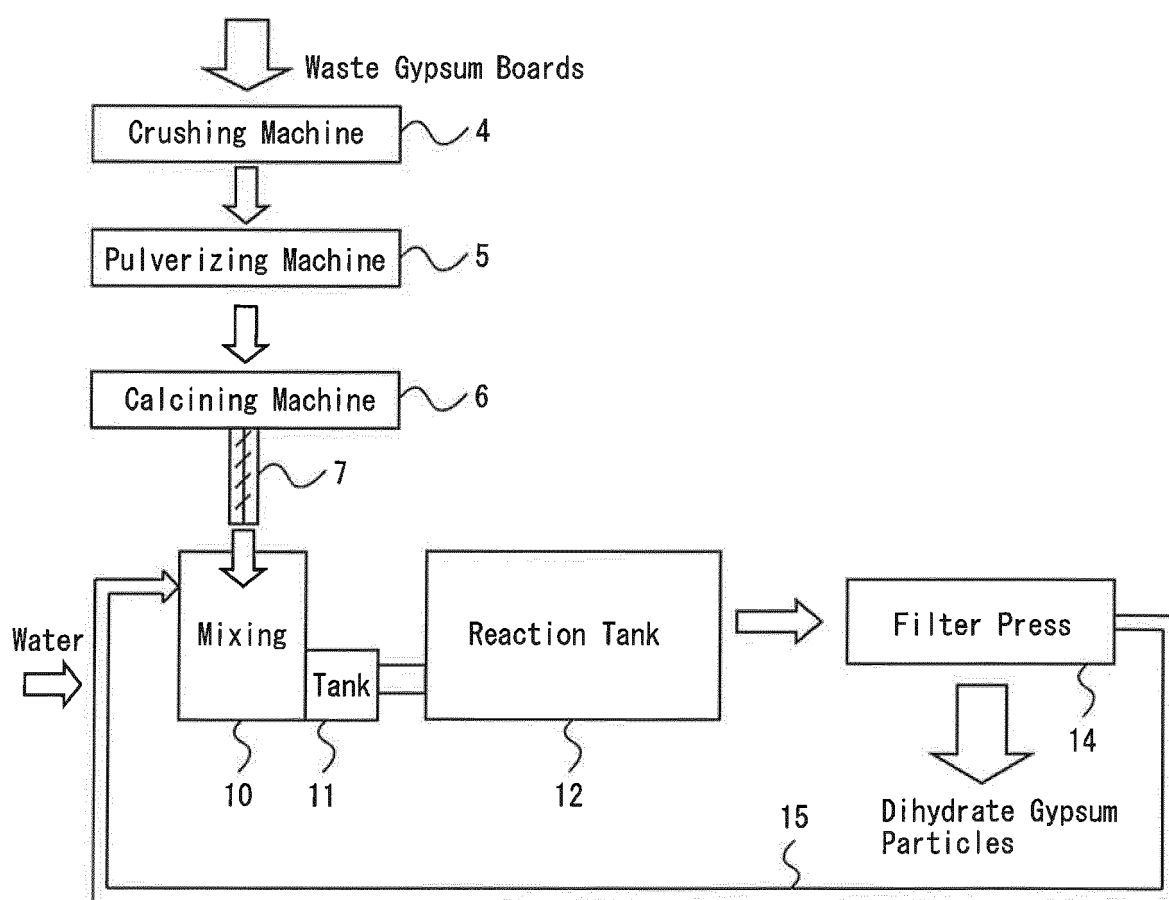 Waste Gypsum Boards
Crushing Machine
4
Pulverizing Machine
5
Calcining Machine
6
7
Water
Mixing
Tank
Reaction Tank
Filter Press
10
11
12
14
15
Dihydrate Gypsum
Particles